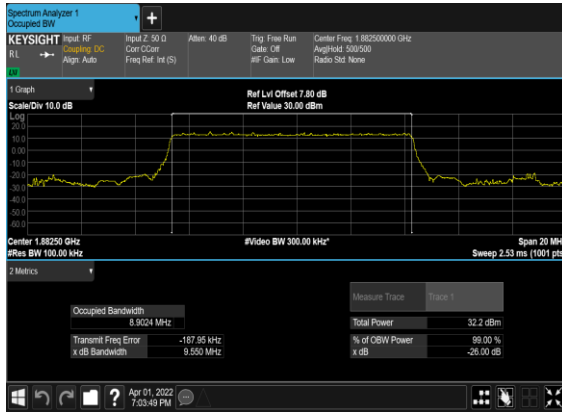 Spectrum Analyzer 1
Occupied BW
+
KEYSIGHT
RL
Input: RF
Coupling: DC
Align: Auto
Input Z: 50 Ω
Corr CCorr
Freq Ref: Int (S)
Atten: 40 dB
Trig: Free Run
Gate: Off
#IF Gain: Low
Center Freq: 1.882500000 GHz
Avg|Hold: 500/500
Radio Std: None
1 Graph
Scale/Div 10.0 dB
Ref Lvl Offset 7.80 dB
Ref Value 30.00 dBm
Log
20.0
10.0
0.00
-10.0
-20.0
-30.0
-40.0
-50.0
-60.0
Center 1.88250 GHz
#Res BW 100.00 kHz
#Video BW 300.00 kHz*
Span 20 MH
Sweep 2.53 ms (1001 pts
2 Metrics
Measure Trace
Trace 1
Occupied Bandwidth
8.9024 MHz
Total Power
32.2 dBm
Transmit Freq Error
-187.95 kHz
% of OBW Power
99.00 %
x dB Bandwidth
9.550 MHz
x dB
-26.00 dB
?
Apr 01, 2022
7:03:49 PM